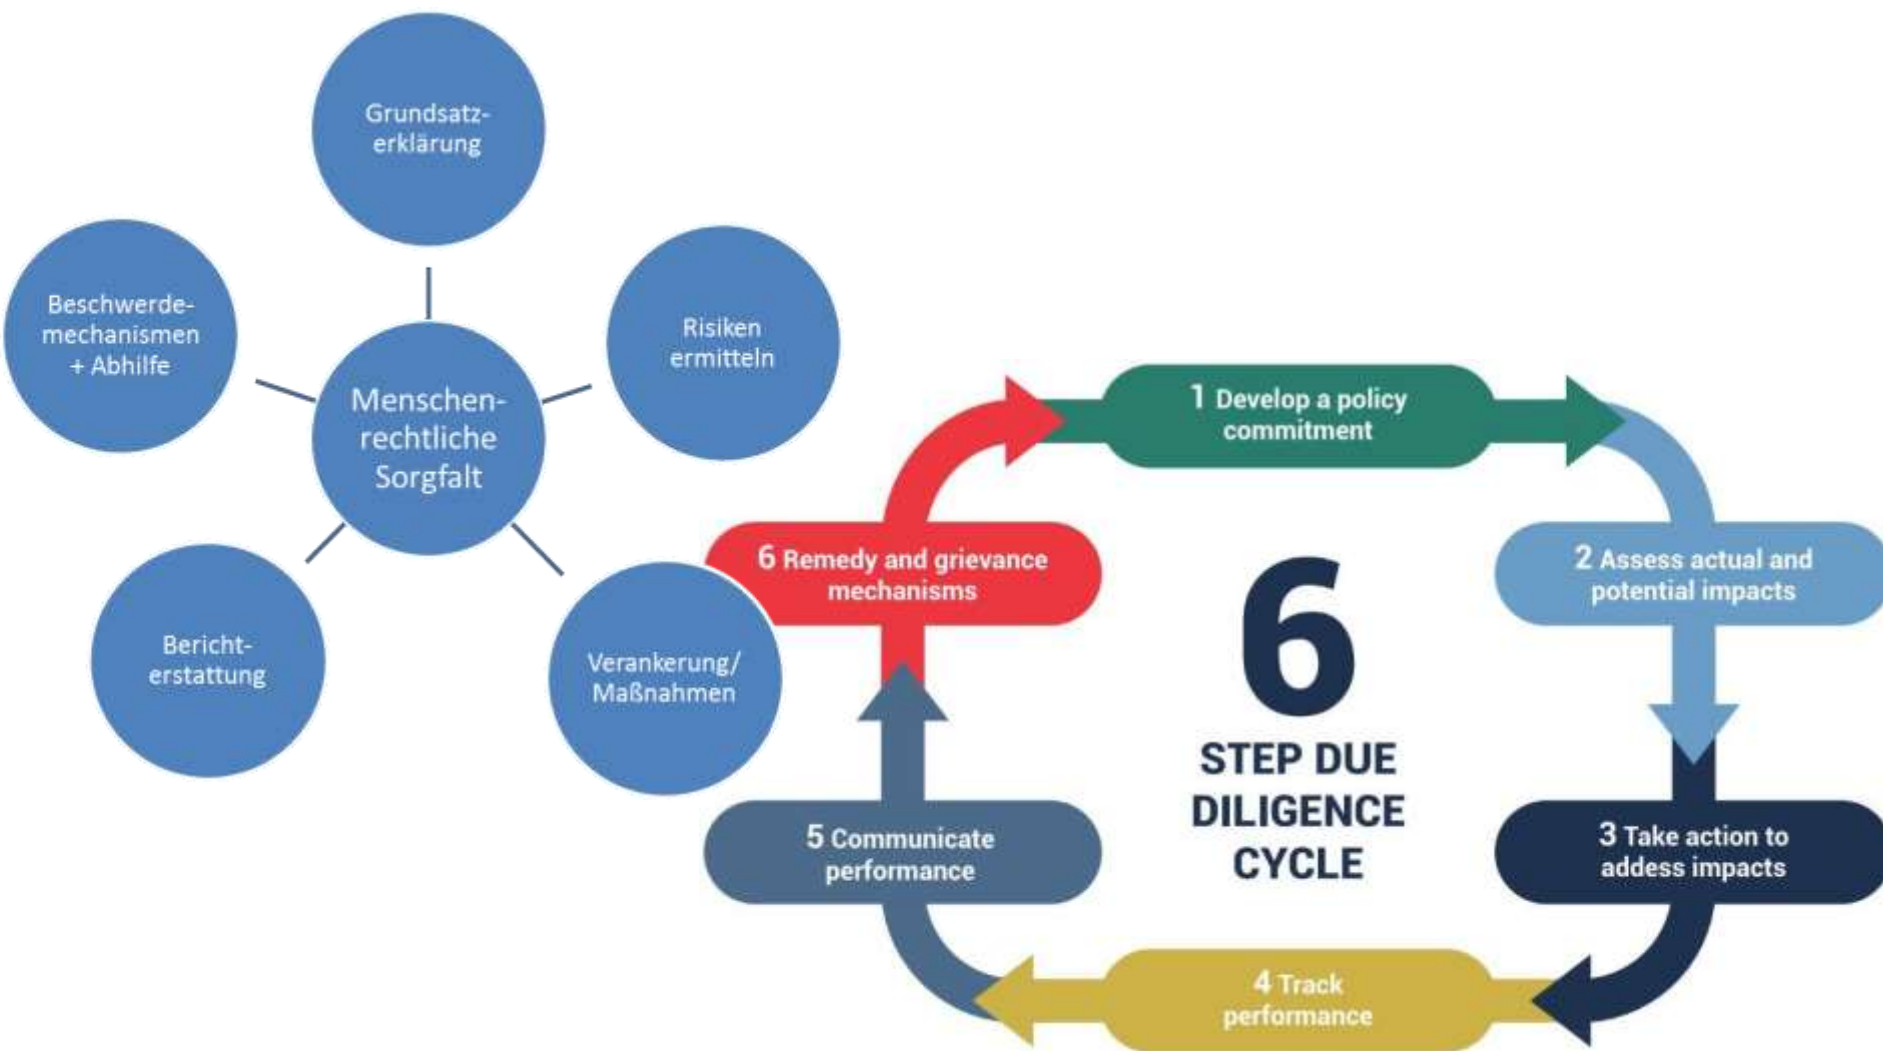 Grundsatz-
erklärung
Risiken
ermitteln
Verankerung/
Maßnahmen
Bericht-
erstattung
Beschwerde-
mechanismen
+ Abhilfe
Menschen-
rechtliche
Sorgfalt
1 Develop a policy
commitment
2 Assess actual and
potential impacts
3 Take action to
addess impacts
4 Track
performance
5 Communicate
performance
6 Remedy and grievance
mechanisms
6
STEP DUE
DILIGENCE
CYCLE